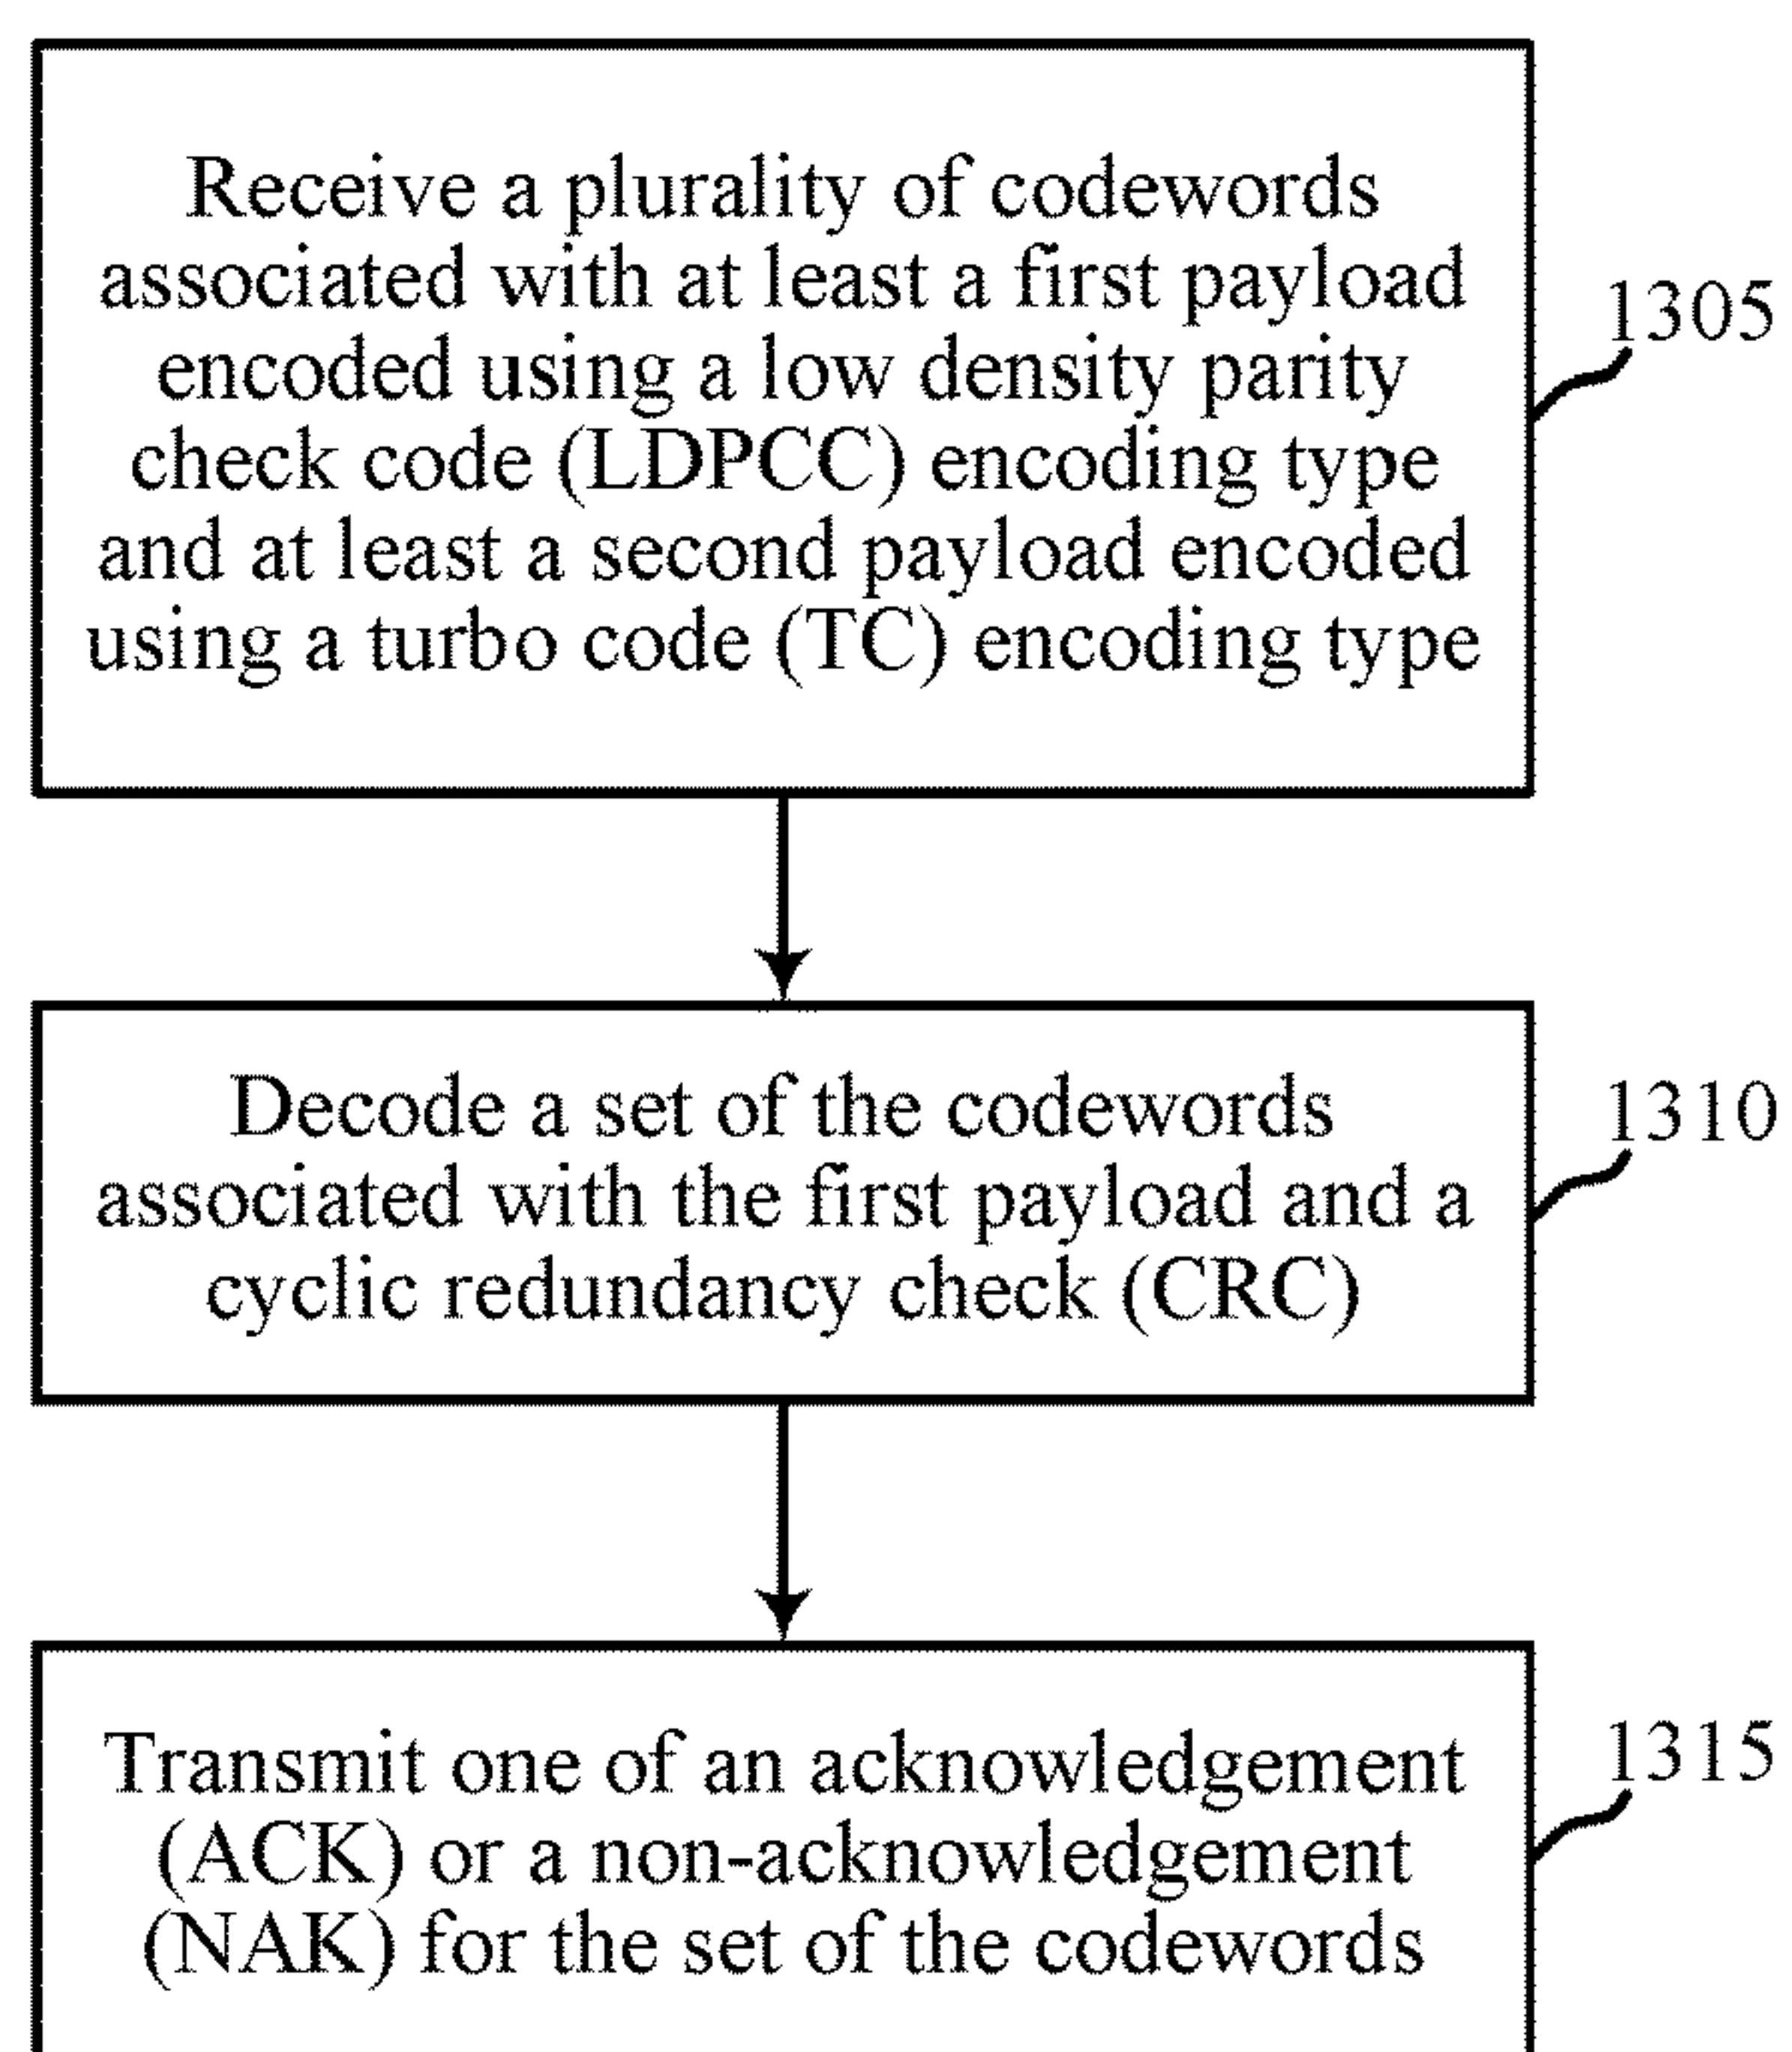 Receive a plurality of codewords
associated with at least a first payload
encoded using a low density parity
check code (LDPCC) encoding type
and at least a second payload encoded
using a turbo code (TC) encoding type
1305
Decode a set of the codewords
associated with the first payload and a
cyclic redundancy check (CRC)
1310
Transmit one of an acknowledgement
(ACK) or a non-acknowledgement
(NAK) for the set of the codewords
1315